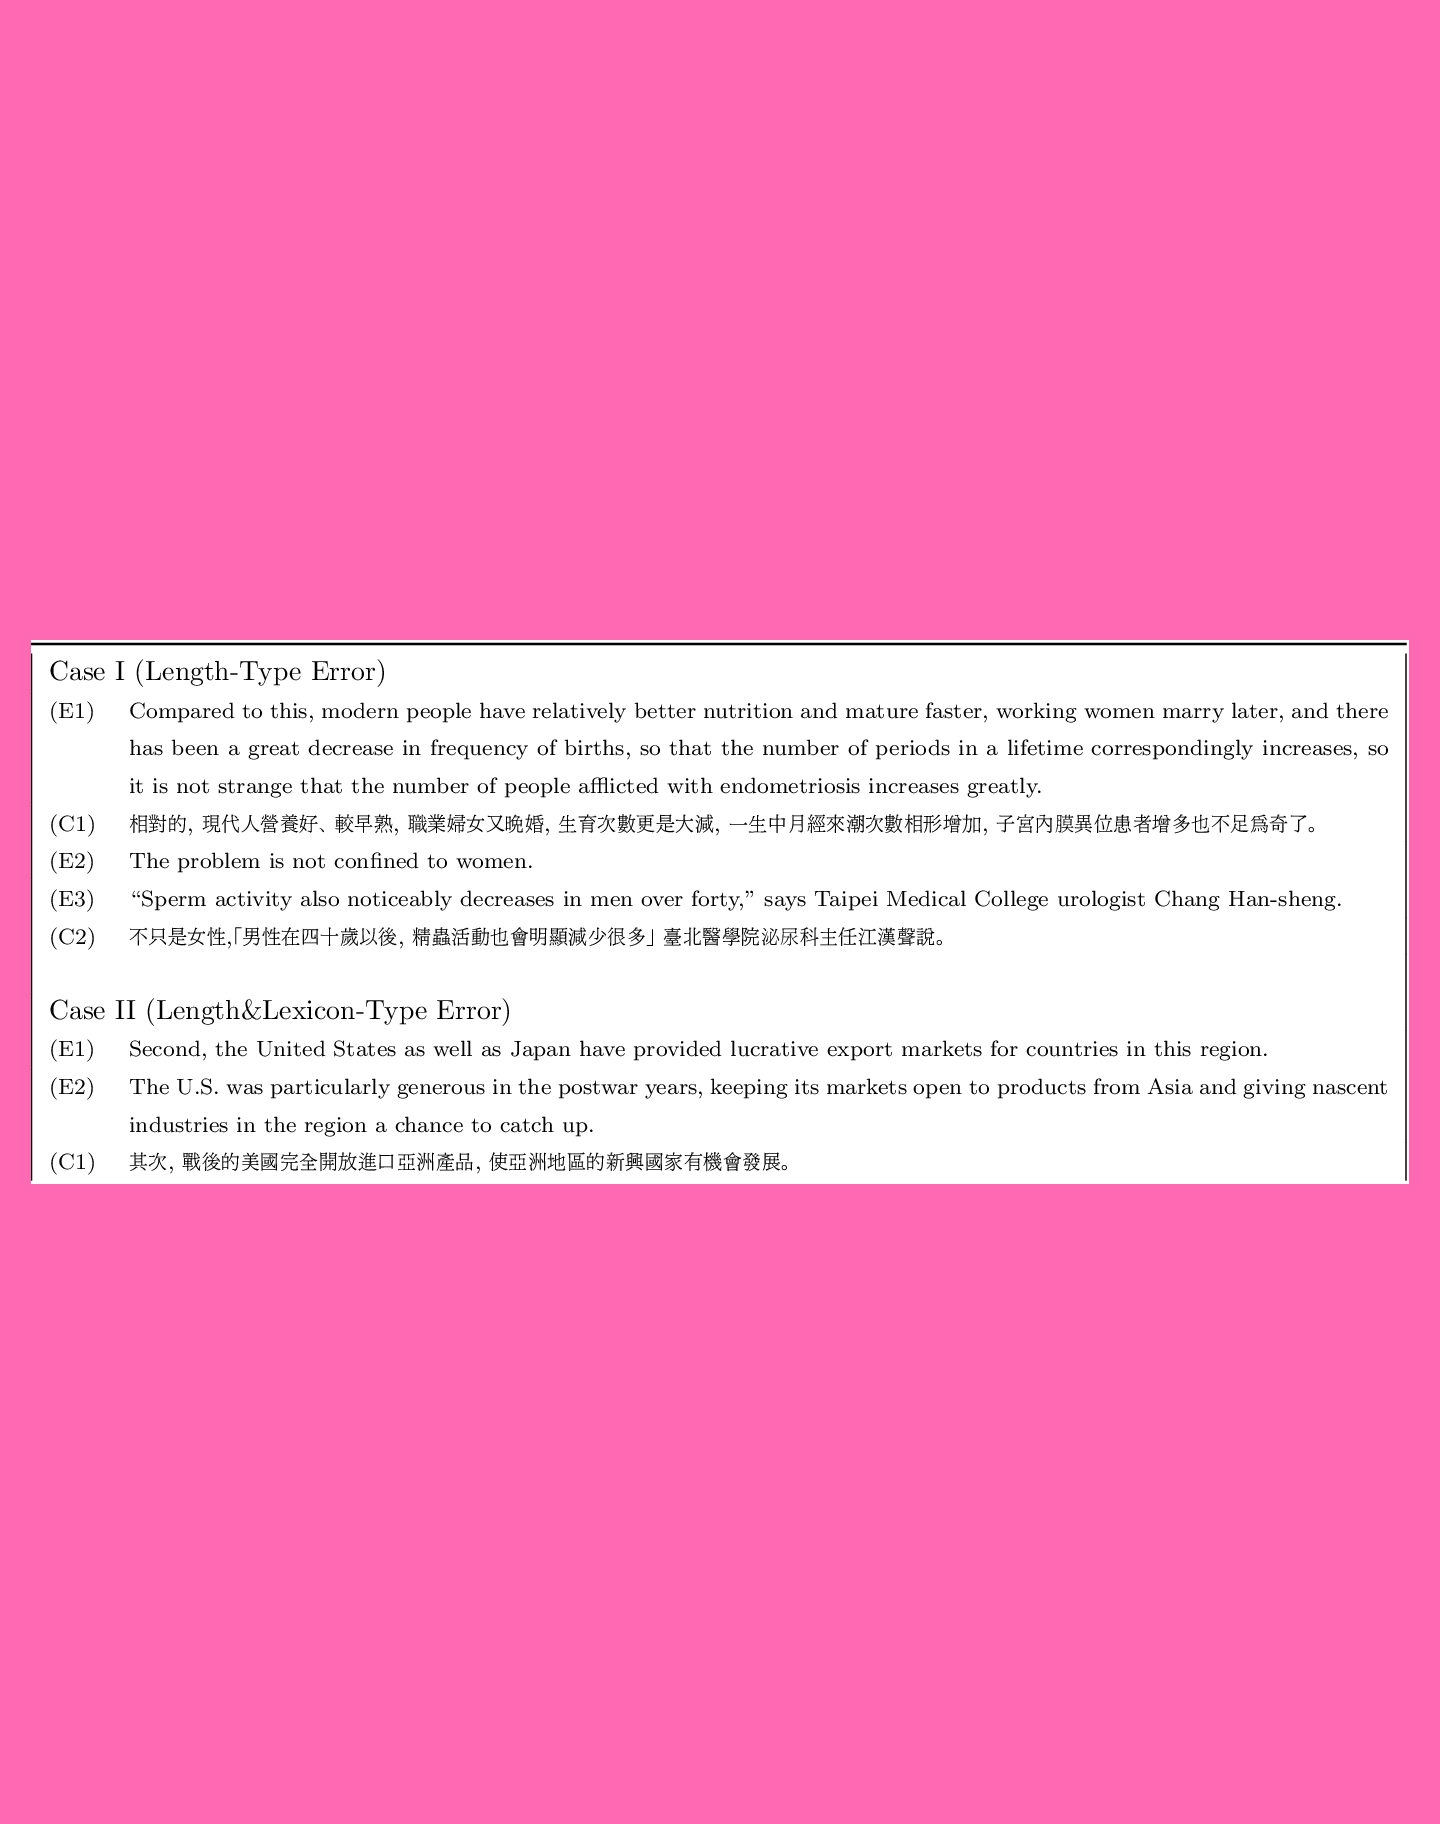 Case I (Length-Type Error)
(E1) Compared to this, modern people have relatively better nutrition and mature faster, working women marry later, and there
has been a great decrease in frequency of births, so that the number of periods in a lifetime correspondingly increases, so
it is not strange that the number of people afflicted with endometriosis increases greatly.
(C1) 相對的, 現代人營養好、較早熟, 職業婦女又晚婚, 生育次數更是大減, 一生中月經來潮次數相形增加, 子宮內膜異位患者增多也不足爲奇了。
(E2) The problem is not confined to women.
(E3) “Sperm activity also noticeably decreases in men over forty,” says Taipei Medical College urologist Chang Han-sheng.
(C2) 不只是女性,「男性在四十歲以後, 精蟲活動也會明顯減少很多」臺北醫學院泌尿科主任江漢聲說。
Case II (Length&Lexicon-Type Error)
(E1) Second, the United States as well as Japan have provided lucrative export markets for countries in this region.
(E2) The U.S. was particularly generous in the postwar years, keeping its markets open to products from Asia and giving nascent
industries in the region a chance to catch up.
(C1) 其次, 戰後的美國完全開放進口亞洲產品, 使亞洲地區的新興國家有機會發展。